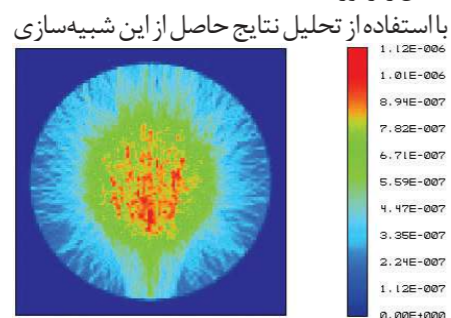 با استفاده از تحلیل نتایج حاصل از این شبیه‌سازی
1.12E-006
1.01E-006
8.94E-007
7.82E-007
6.71E-007
5.59E-007
4.47E-007
3.35E-007
2.24E-007
1.12E-007
0.00E+000